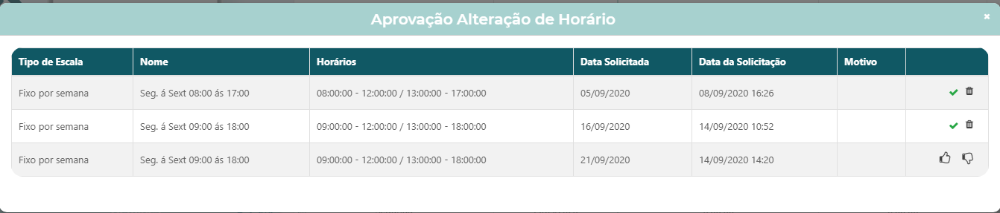 Aprovação Alteração de Horário
Tipo de Escala Nome Horários Data Solicitada Data da Solicitação Motivo
Fixo por semana Seg. á Sext 08:00 ás 17:00 08:00:00 - 12:00:00 / 13:00:00 - 17:00:00 05/09/2020 08/09/2020 16:26
Fixo por semana Seg. á Sext 09:00 ás 18:00 09:00:00 - 12:00:00 / 13:00:00 - 18:00:00 16/09/2020 14/09/2020 10:52
Fixo por semana Seg. á Sext 09:00 ás 18:00 09:00:00 - 12:00:00 / 13:00:00 - 18:00:00 21/09/2020 14/09/2020 14:20